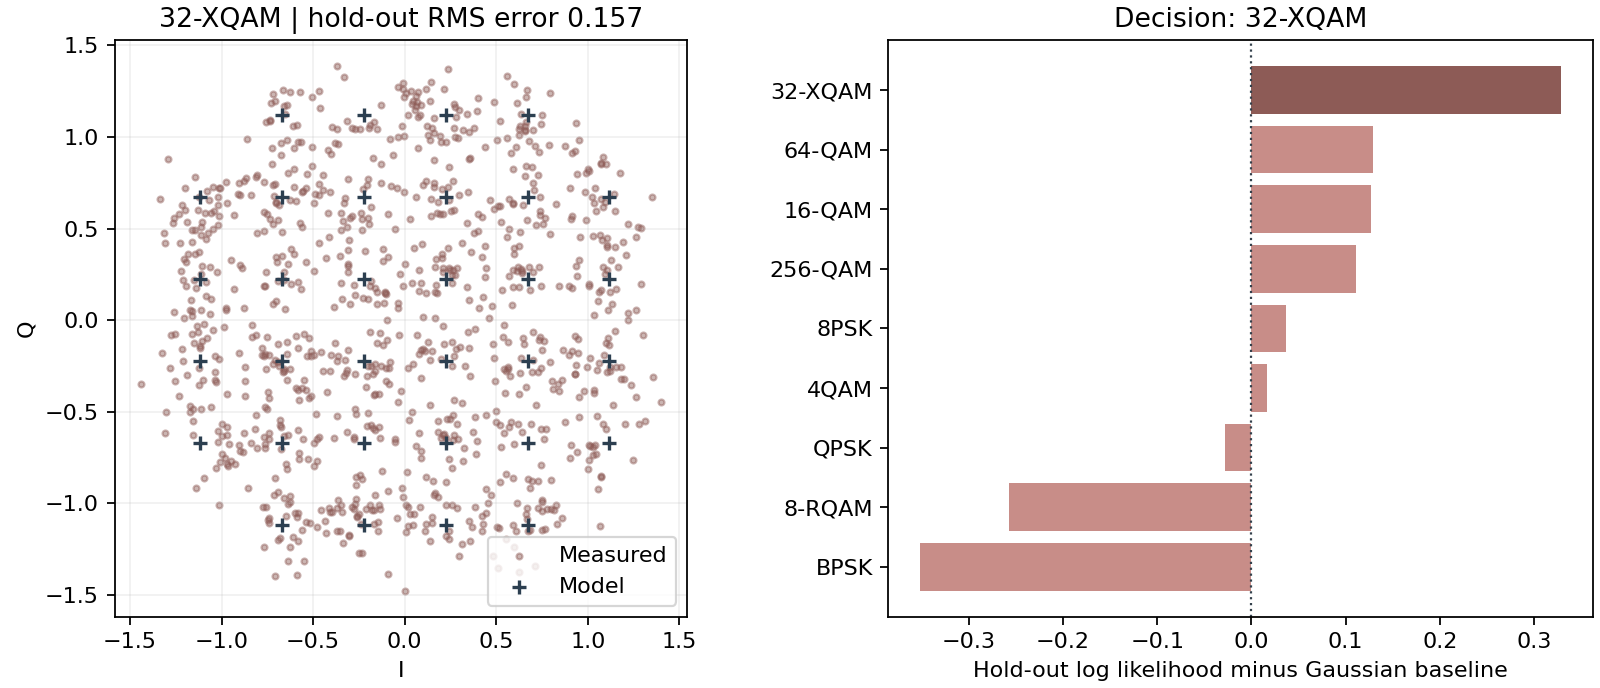 32-XQAM | hold-out RMS error 0.157
1.5
1.0
0.5
0.0
−0.5
−1.0
−1.5
Q
−1.5 −1.0 −0.5 0.0 0.5 1.0 1.5
I
Measured
Model
Decision: 32-XQAM
32-XQAM
64-QAM
16-QAM
256-QAM
8PSK
4QAM
QPSK
8-RQAM
BPSK
−0.3 −0.2 −0.1 0.0 0.1 0.2 0.3
Hold-out log likelihood minus Gaussian baseline